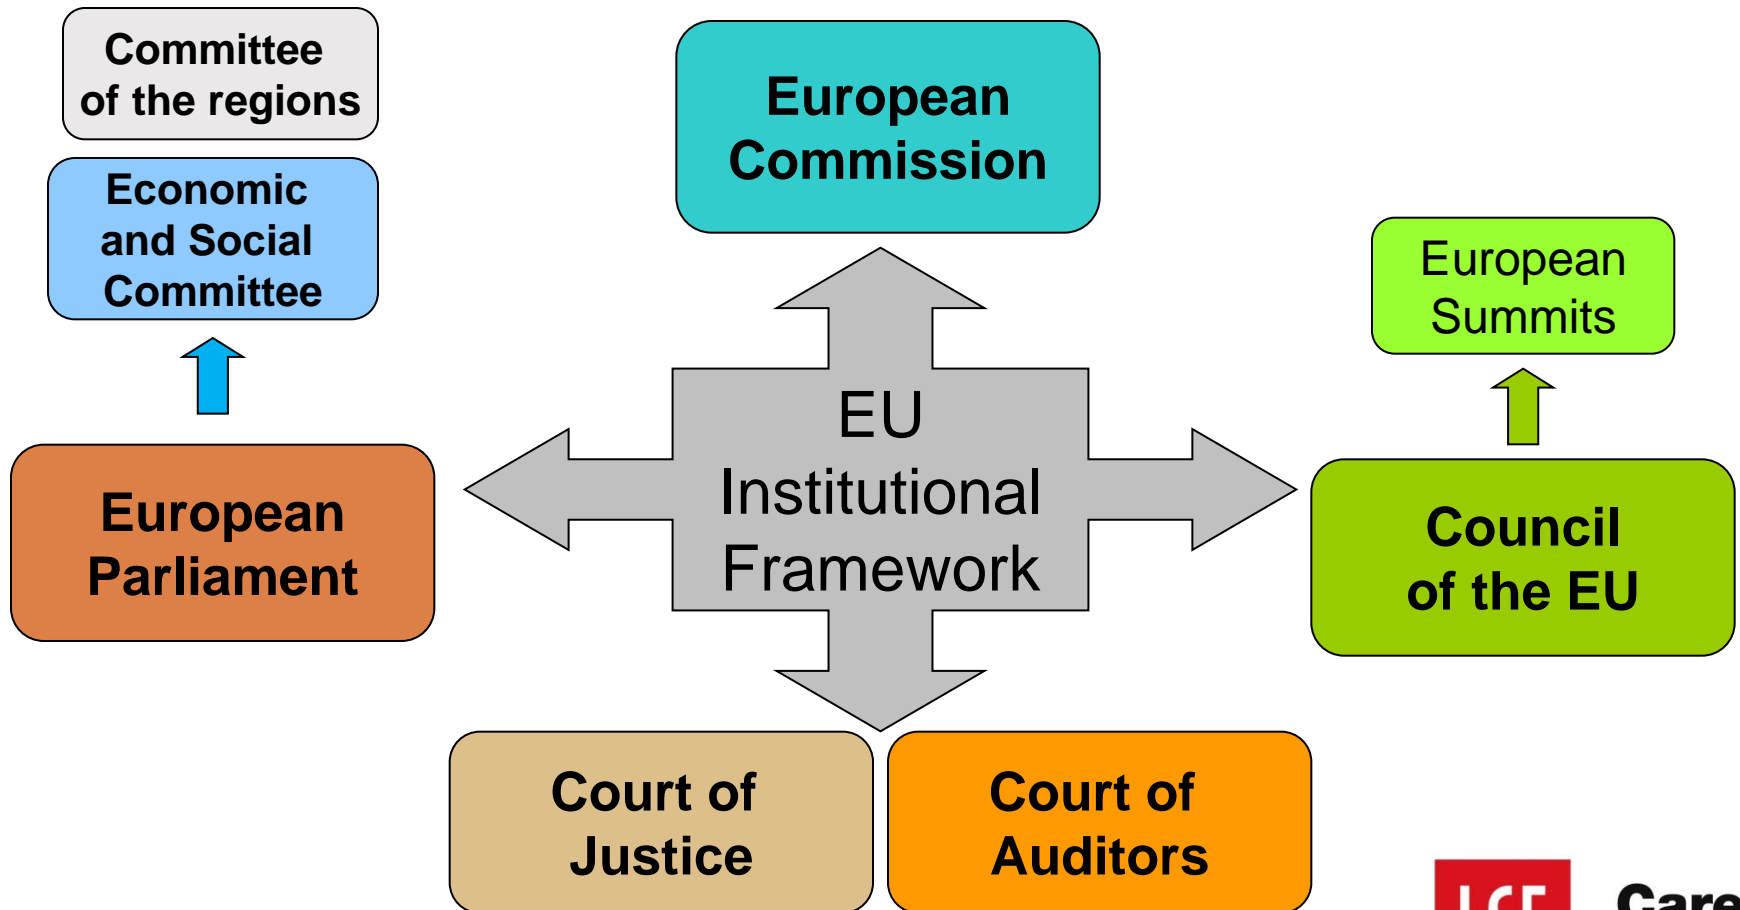 Committee
of the regions
Economic
and Social
Committee
European
Parliament
European
Commission
EU
Institutional
Framework
European
Summits
Council
of the EU
Court of
Justice
Court of
Auditors